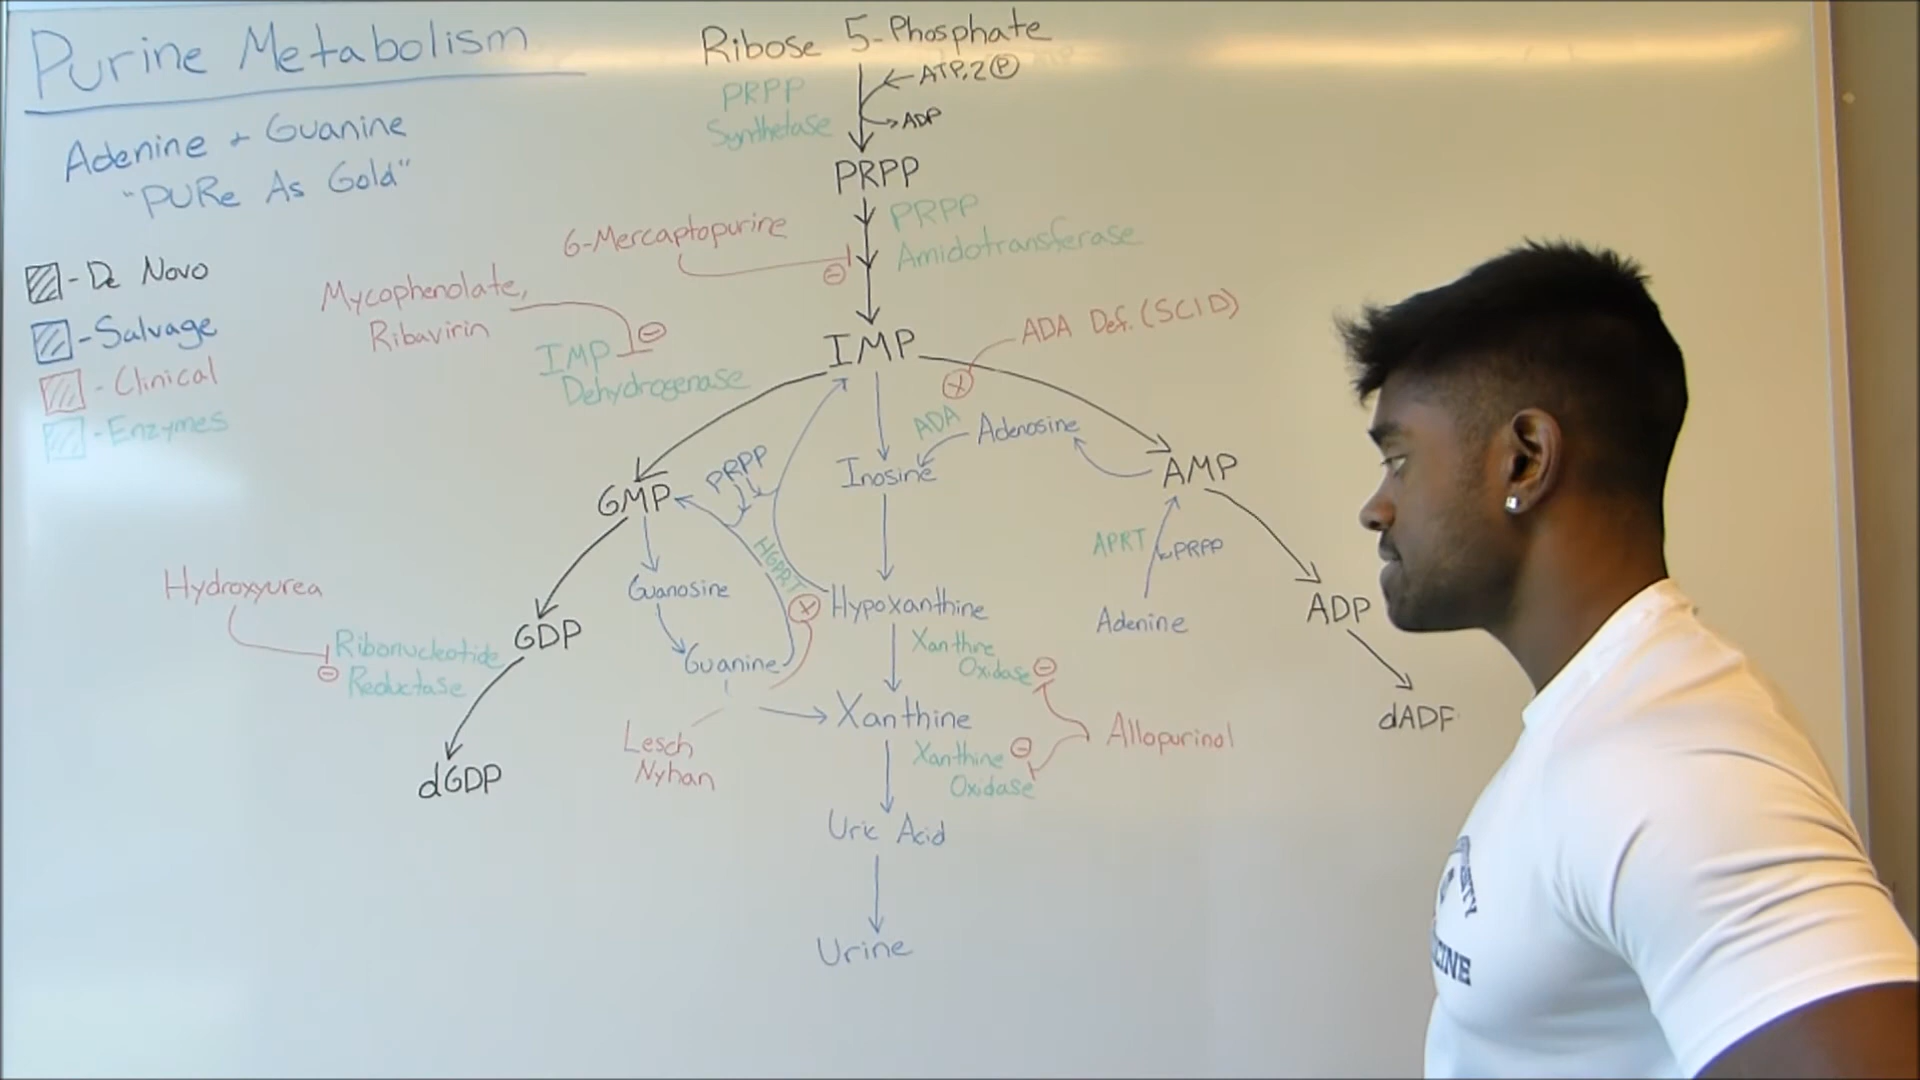 Purine Metabolism
Adenine + Guanine
"PURe As Gold"
- De Novo
- Salvage
- Clinical
- Enzymes
Ribose 5-Phosphate
ATP, 2 P
PRPP
Synthetase
ADP
PRPP
PRPP
Amidotransferase
6-Mercaptopurine
Mycophenolate,
Ribavirin
IMP
Dehydrogenase
IMP
ADA Def. (SCID)
ADA
Adenosine
Inosine
AMP
GMP
PRPP
HGPRT
APRT
PRPP
Guanosine
Hypoxanthine
Adenine
ADP
Hydroxyurea
Ribonucleotide
Reductase
GDP
Guanine
Xanthine
Oxidase
Xanthine
dADP
Lesch
Nyhan
Xanthine
Oxidase
Allopurinol
dGDP
Uric Acid
Urine
CINE